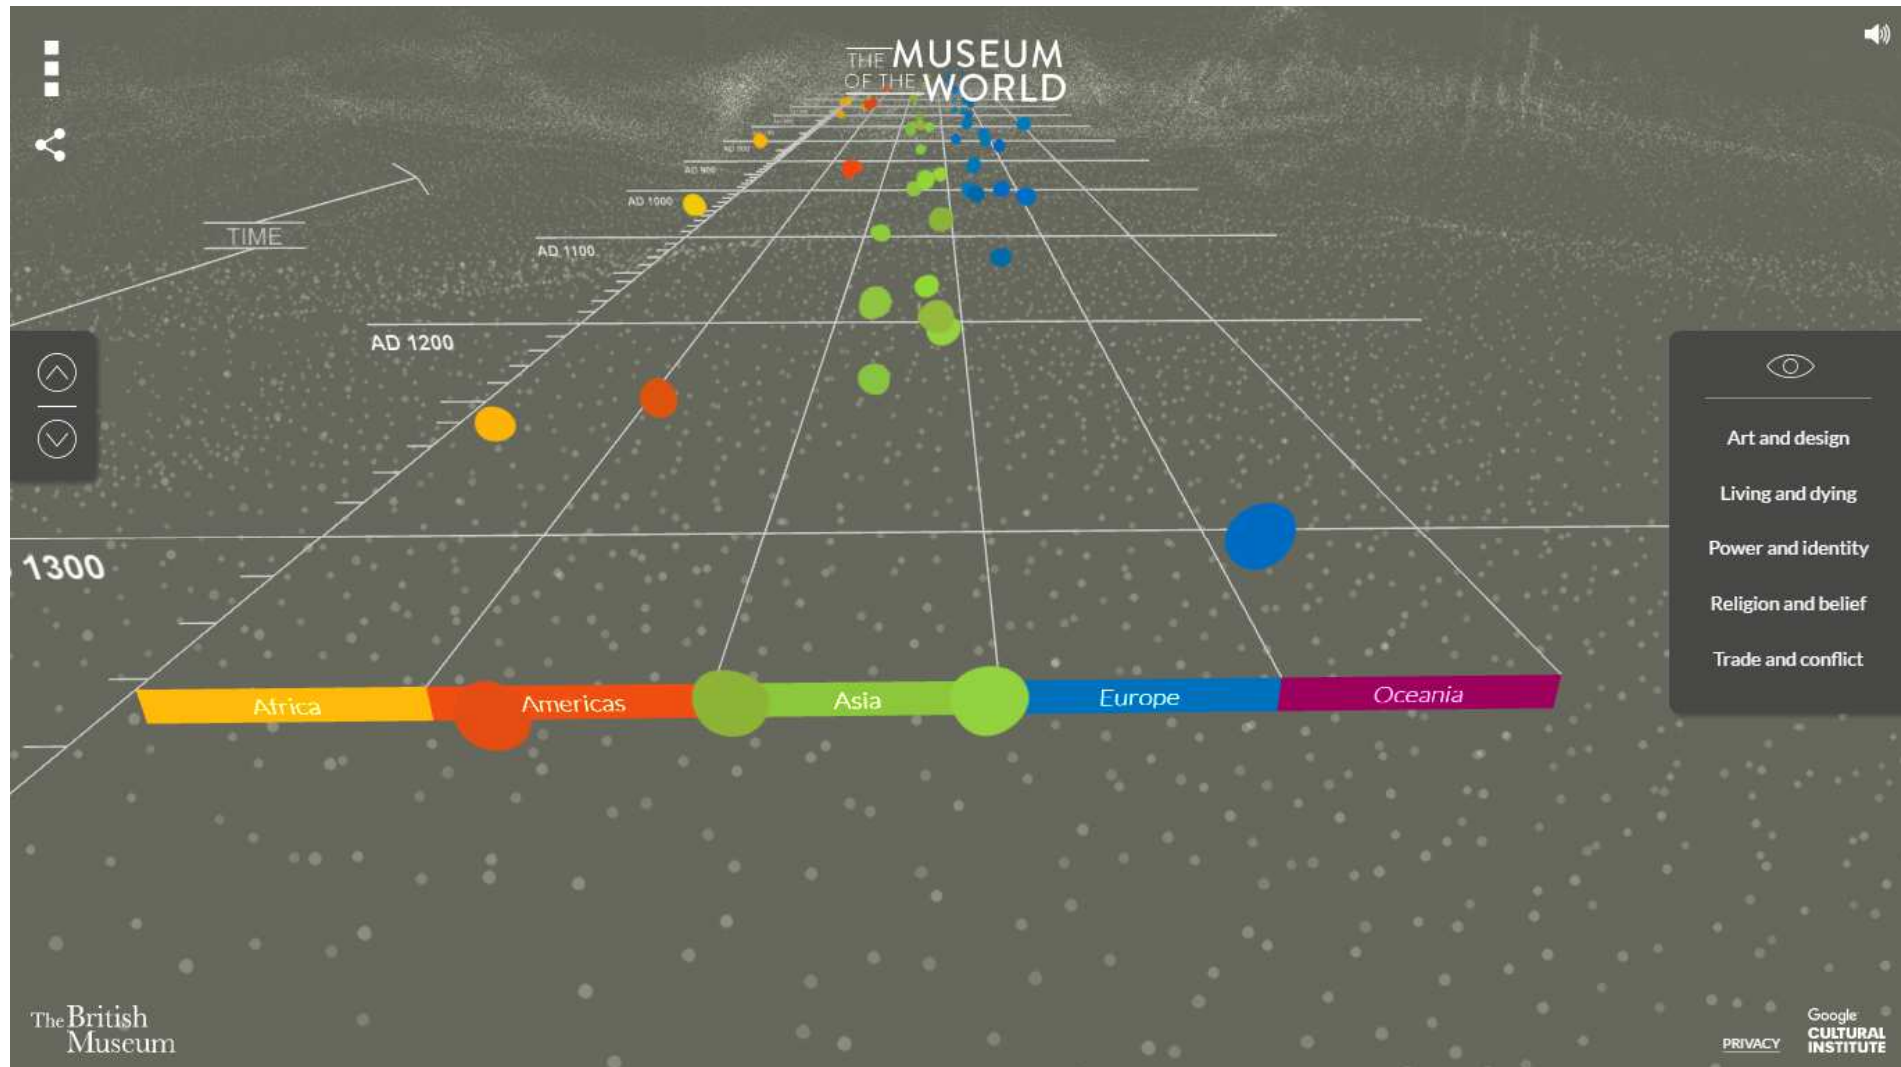 THE MUSEUM
OF THE WORLD
TIME
AD 900
AD 1000
AD 1100
AD 1200
1300
Africa
Americas
Asia
Europe
Oceania
Art and design
Living and dying
Power and identity
Religion and belief
Trade and conflict
The British
Museum
PRIVACY
Google
CULTURAL
INSTITUTE